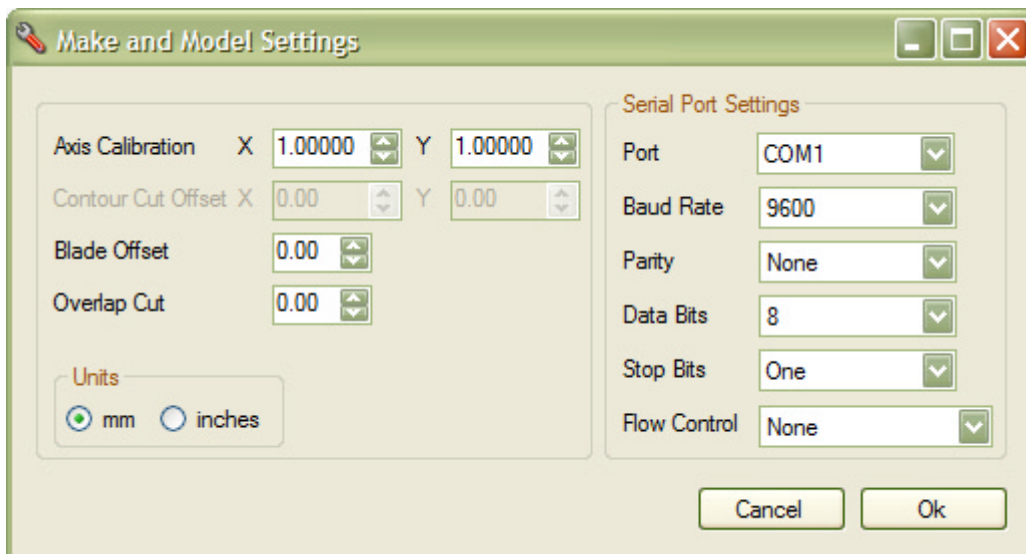 Make and Model Settings
Axis Calibration X 1.00000 Y 1.00000
Contour Cut Offset X 0.00 Y 0.00
Blade Offset 0.00
Overlap Cut 0.00
Units
mm inches
Serial Port Settings
Port COM1
Baud Rate 9600
Parity None
Data Bits 8
Stop Bits One
Flow Control None
Cancel Ok